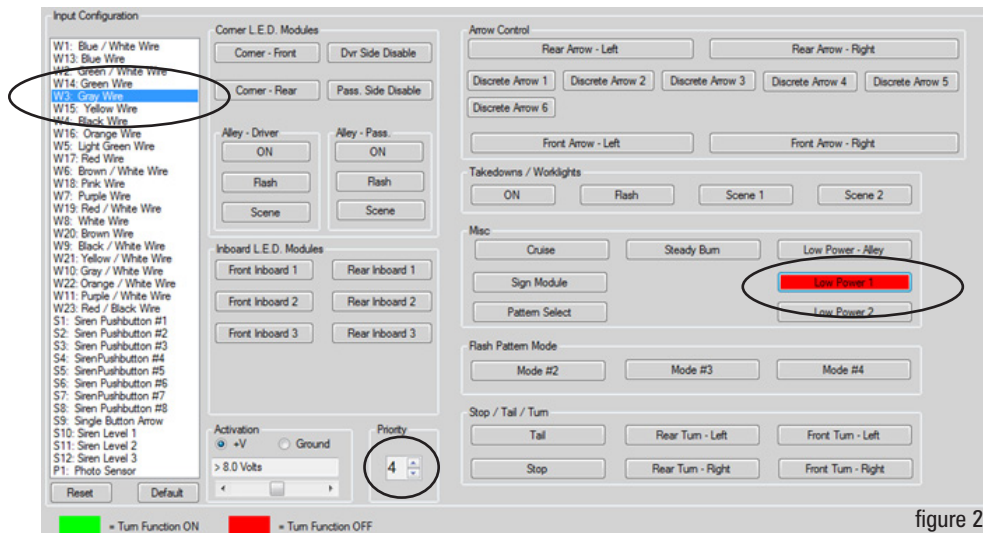 Input Configuration
W1: Blue / White Wire
W13: Blue Wire
W2: Green / White Wire
W14: Green Wire
W3: Gray Wire
W15: Yellow Wire
W4: Black Wire
W16: Orange Wire
W5: Light Green Wire
W17: Red Wire
W6: Brown / White Wire
W18: Pink Wire
W7: Purple Wire
W19: Red / White Wire
W8: White Wire
W20: Brown Wire
W9: Black / White Wire
W21: Yellow / White Wire
W10: Gray / White Wire
W22: Orange / White Wire
W11: Purple / White Wire
W23: Red / Black Wire
S1: Siren Pushbutton #1
S2: Siren Pushbutton #2
S3: Siren Pushbutton #3
S4: SirenPushbutton #4
S5: SirenPushbutton #5
S6: Siren Pushbutton #6
S7: SirenPushbutton #7
S8: Siren Pushbutton #8
S9: Single Button Arrow
S10: Siren Level 1
S11: Siren Level 2
S12: Siren Level 3
P1: Photo Sensor
Reset Default
Corner L.E.D. Modules
Corner - Front Dvr Side Disable
Corner - Rear Pass. Side Disable
Alley - Driver Alley - Pass.
ON ON
Flash Flash
Scene Scene
Inboard L.E.D. Modules
Front Inboard 1 Rear Inboard 1
Front Inboard 2 Rear Inboard 2
Front Inboard 3 Rear Inboard 3
Activation
+V Ground
> 8.0 Volts
Priority
4
Arrow Control
Rear Arrow - Left Rear Arrow - Right
Discrete Arrow 1 Discrete Arrow 2 Discrete Arrow 3 Discrete Arrow 4 Discrete Arrow 5
Discrete Arrow 6
Front Arrow - Left Front Arrow - Right
Takedowns / Worklights
ON Flash Scene 1 Scene 2
Misc
Cruise Steady Burn Low Power - Alley
Sign Module Low Power 1
Pattern Select Low Power 2
Flash Pattern Mode
Mode #2 Mode #3 Mode #4
Stop / Tail / Turn
Tail Rear Turn - Left Front Turn - Left
Stop Rear Turn - Right Front Turn - Right
= Turn Function ON = Turn Function OFF
figure 2